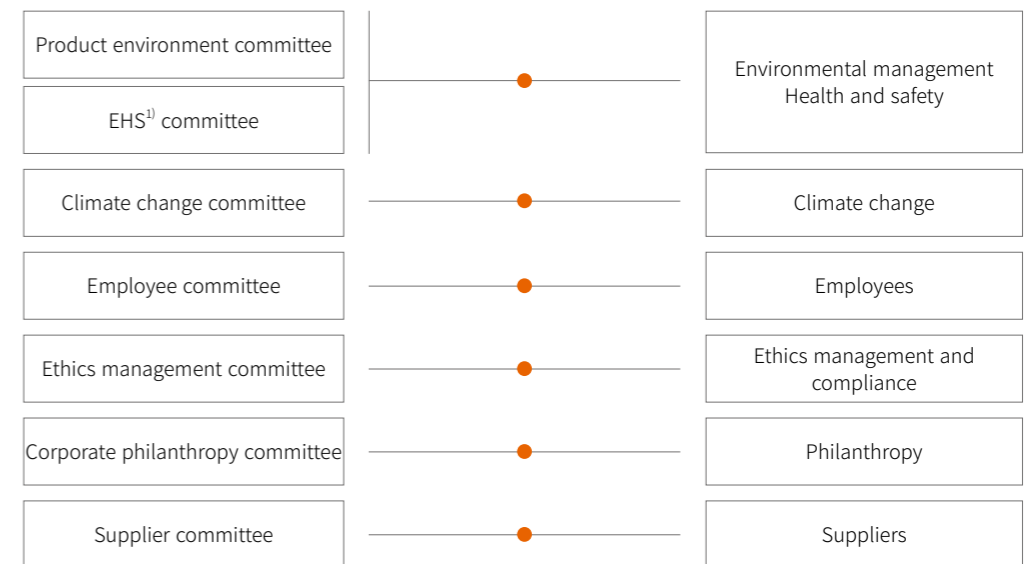 Product environment committee
EHS1) committee
Environmental management
Health and safety
Climate change committee
Climate change
Employee committee
Employees
Ethics management committee
Ethics management and
compliance
Corporate philanthropy committee
Philanthropy
Supplier committee
Suppliers